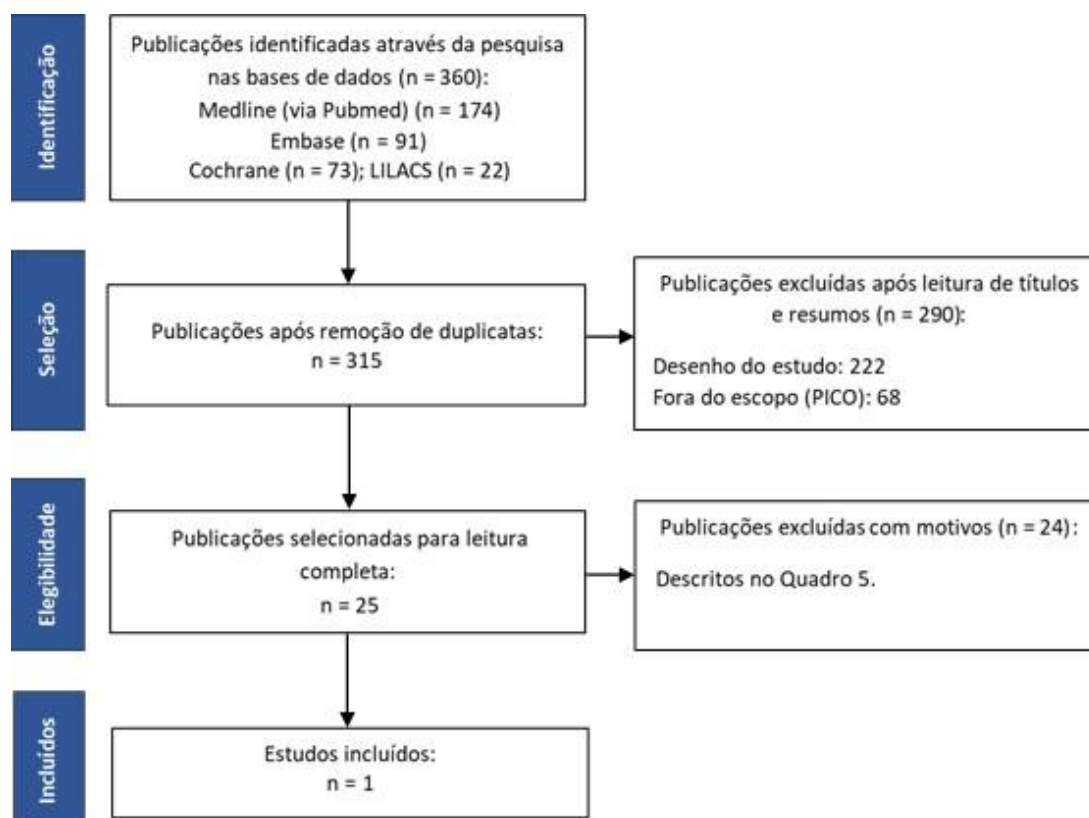 Identificação
Publicações identificadas através da pesquisa
nas bases de dados (n = 360):
Medline (via Pubmed) (n = 174)
Embase (n = 91)
Cochrane (n = 73); LILACS (n = 22)
Seleção
Publicações após remoção de duplicatas:
n = 315
Publicações excluídas após leitura de títulos
e resumos (n = 290):
Desenho do estudo: 222
Fora do escopo (PICO): 68
Elegibilidade
Publicações selecionadas para leitura
completa:
n = 25
Publicações excluídas com motivos (n = 24):
Descritos no Quadro 5.
Incluídos
Estudos incluídos:
n = 1